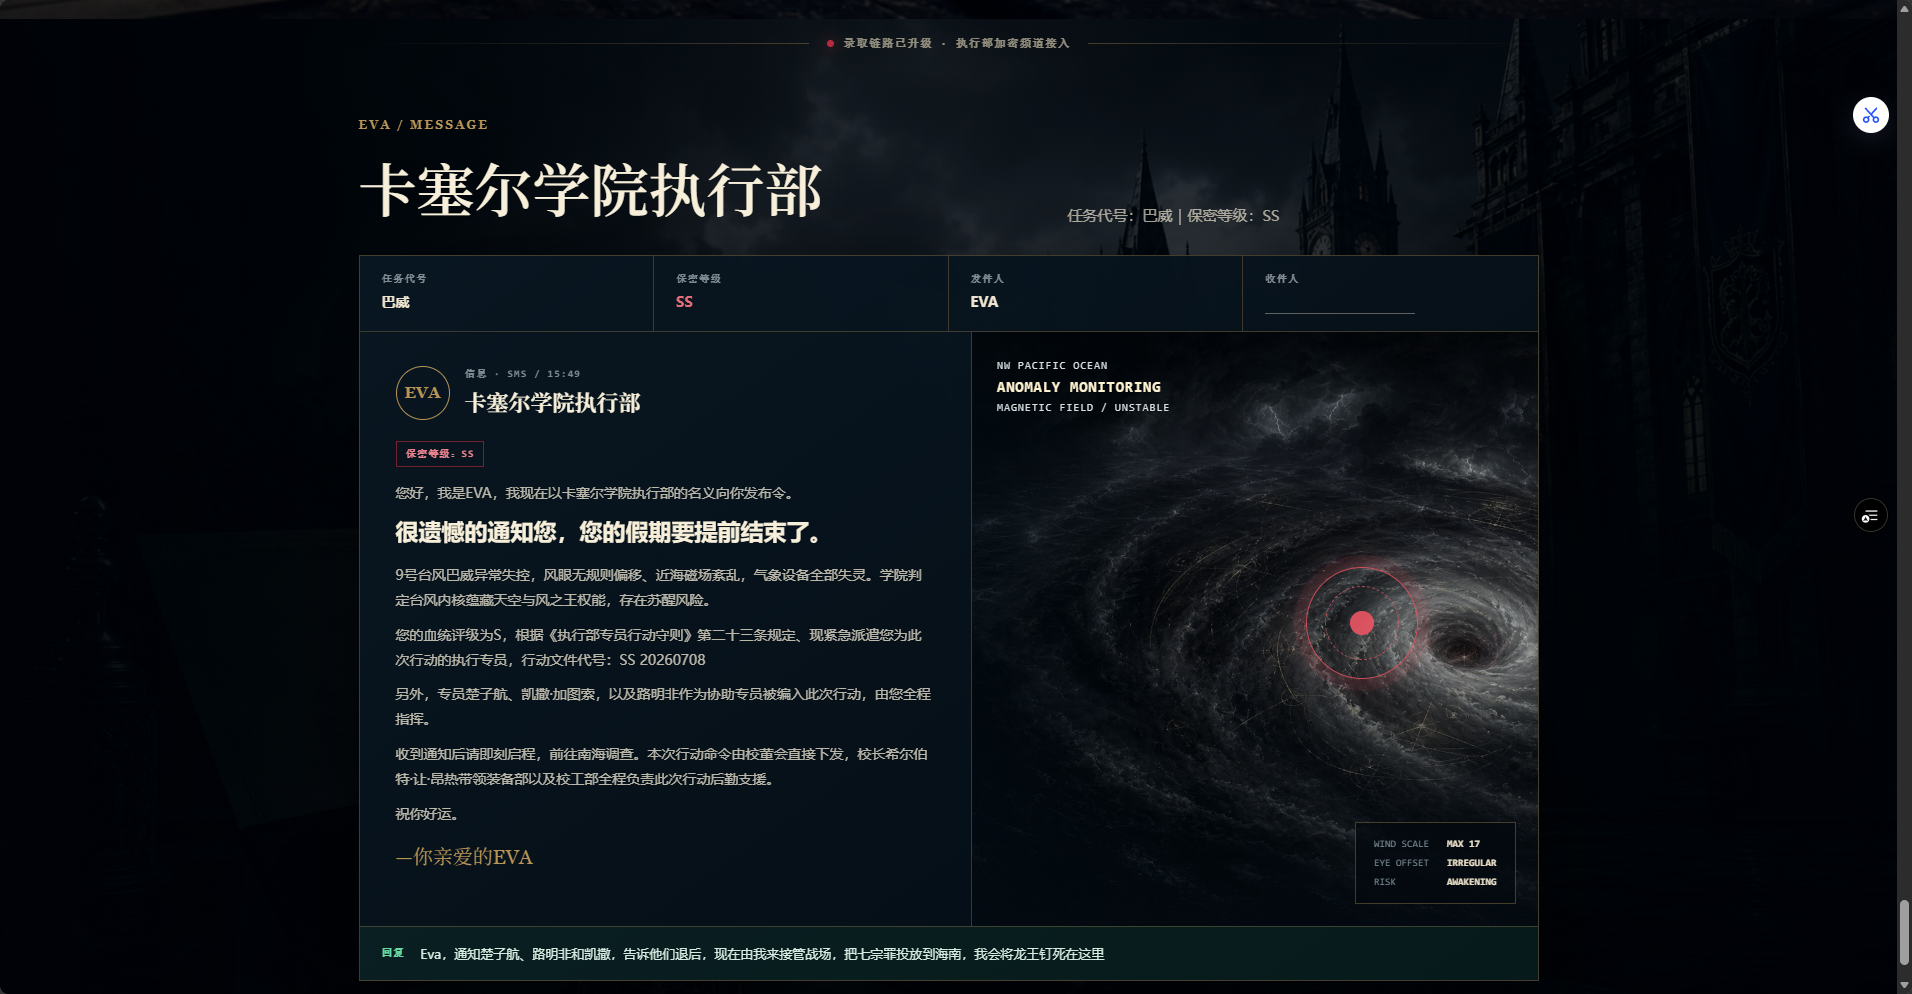 录取链路已升级 · 执行部加密频道接入
EVA / MESSAGE
卡塞尔学院执行部
任务代号：巴威 | 保密等级：SS
任务代号
巴威
保密等级
SS
发件人
EVA
收件人
EVA
信息 · SMS / 15:49
卡塞尔学院执行部
保密等级：SS
您好，我是EVA，我现在以卡塞尔学院执行部的名义向你发布令。
很遗憾的通知您，您的假期要提前结束了。
9号台风巴威异常失控，风眼无规则偏移、近海磁场紊乱，气象设备全部失灵。学院判
定台风内核蕴藏天空与风之王权能，存在苏醒风险。
您的血统评级为S，根据《执行部专员行动守则》第二十三条规定、现紧急派遣您为此
次行动的执行专员，行动文件代号：SS 20260708
另外，专员楚子航、凯撒·加图索，以及路明非作为协助专员被编入此次行动，由您全程
指挥。
收到通知后请即刻启程，前往南海调查。本次行动命令由校董会直接下发，校长希尔伯
特·让·昂热带领装备部以及校工部全程负责此次行动后勤支援。
祝你好运。
—你亲爱的EVA
NW PACIFIC OCEAN
ANOMALY MONITORING
MAGNETIC FIELD / UNSTABLE
WIND SCALE MAX 17
EYE OFFSET IRREGULAR
RISK AWAKENING
回复 Eva，通知楚子航、路明非和凯撒，告诉他们退后，现在由我来接管战场，把七宗罪投放到海南，我会将龙王钉死在这里